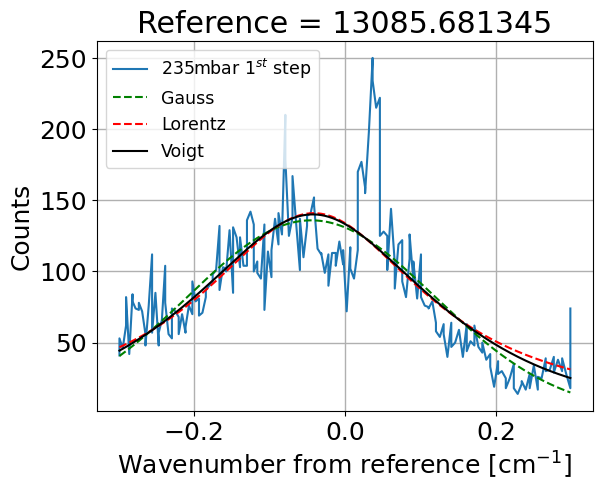 Reference = 13085.681345
250
200
150
100
50
Counts
235mbar 1ˢᵗ step
Gauss
Lorentz
Voigt
−0.2 0.0 0.2
Wavenumber from reference [cm⁻¹]